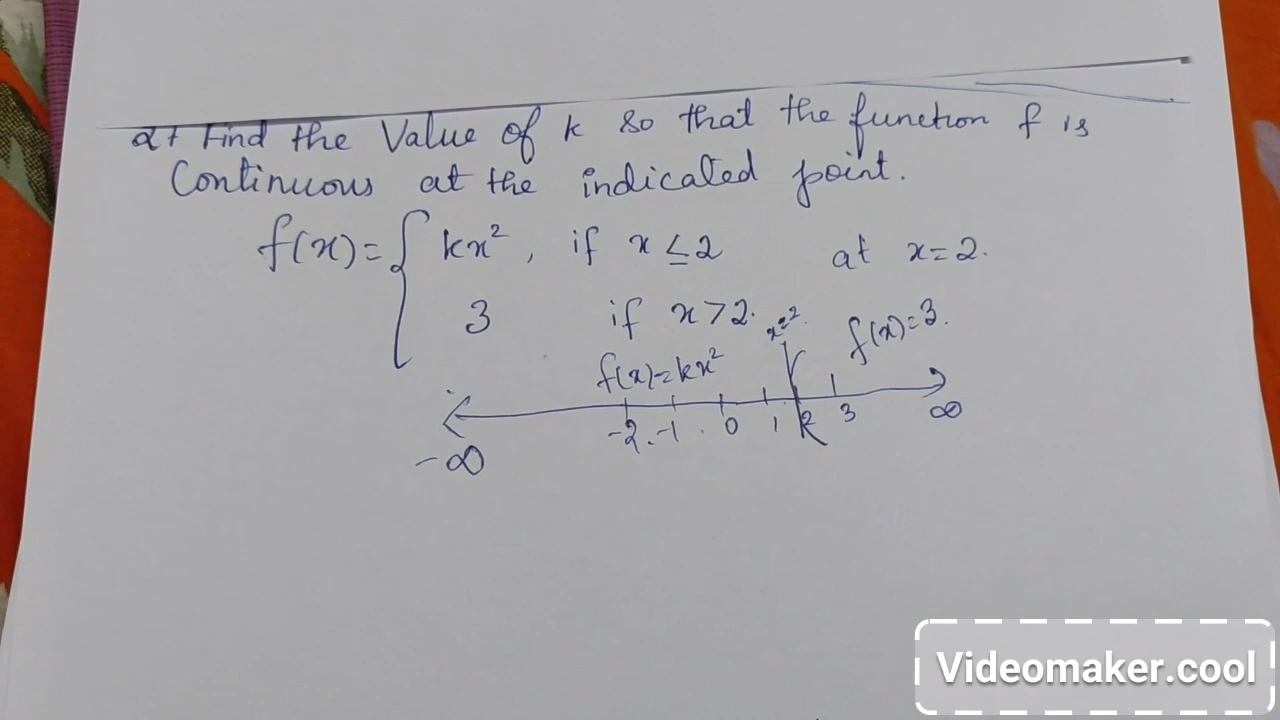 2+ Find the Value of k so that the function f is
Continuous at the indicated point.
f(x)= { kx², if x ≤ 2 at x=2.
3 if x>2.
x=2
f(x)=3.
f(x)=kx²
-2 -1 0 1 2 3
-∞ ∞
Videomaker.cool